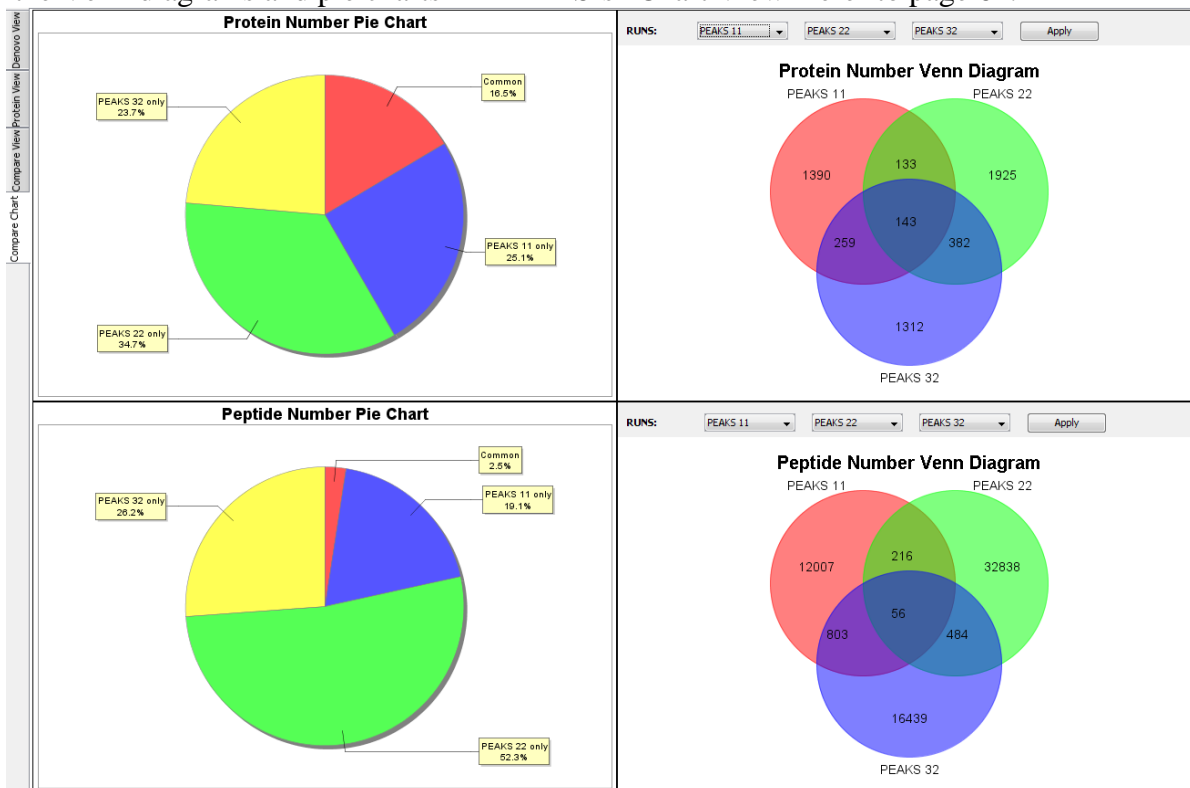 Protein Number Pie Chart
Common
16.5%
PEAKS 32 only
23.7%
PEAKS 11 only
25.1%
PEAKS 22 only
34.7%
RUNS: PEAKS 11 PEAKS 22 PEAKS 32 Apply
Protein Number Venn Diagram
PEAKS 11 PEAKS 22
133
1390 1925
143
259 382
1312
PEAKS 32
Denovo View
Protein View
Compare View
Compare Chart
Peptide Number Pie Chart
Common
2.5%
PEAKS 32 only
26.2%
PEAKS 11 only
19.1%
PEAKS 22 only
52.3%
RUNS: PEAKS 11 PEAKS 22 PEAKS 32 Apply
Peptide Number Venn Diagram
PEAKS 11 PEAKS 22
216
12007 32838
56
803 484
16439
PEAKS 32